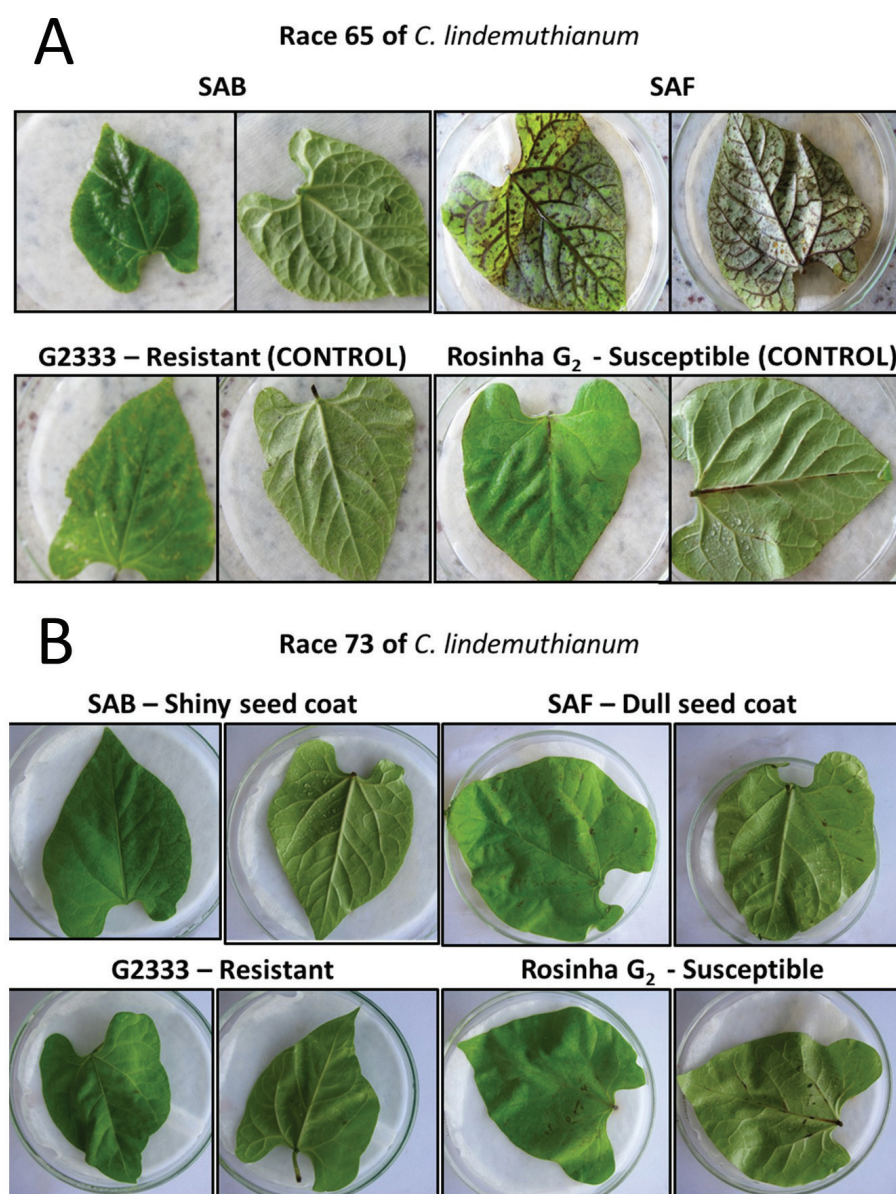 A
Race 65 of C. lindemuthianum
SAB SAF
G2333 – Resistant (CONTROL) Rosinha G₂ - Susceptible (CONTROL)
B
Race 73 of C. lindemuthianum
SAB – Shiny seed coat SAF – Dull seed coat
G2333 – Resistant Rosinha G₂ - Susceptible